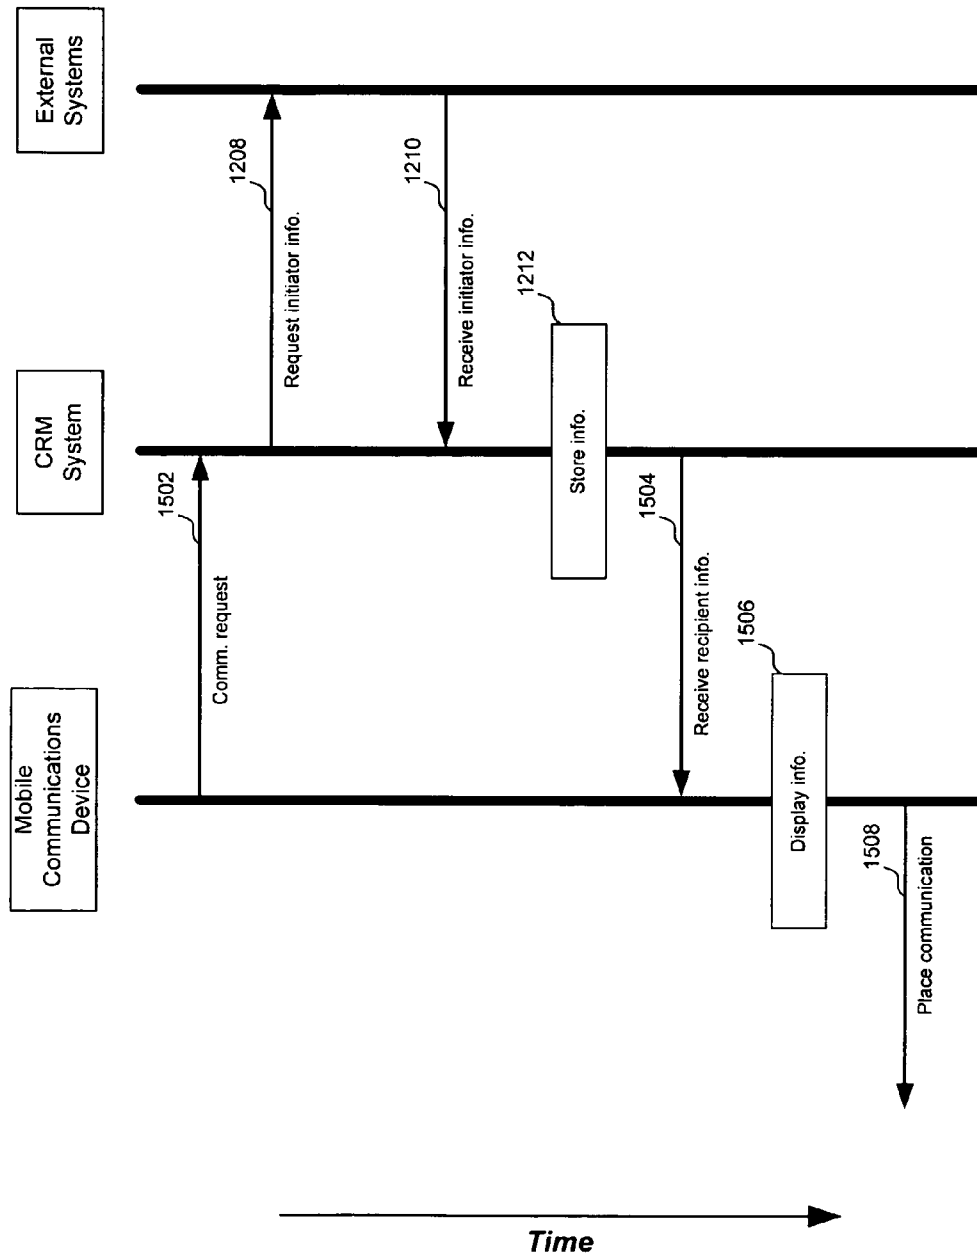 Mobile
Communications
Device
CRM
System
External
Systems
1502
Comm. request
1208
Request initiator info.
1210
Receive initiator info.
1212
Store info.
1504
Receive recipient info.
1506
Display info.
1508
Place communication
Time